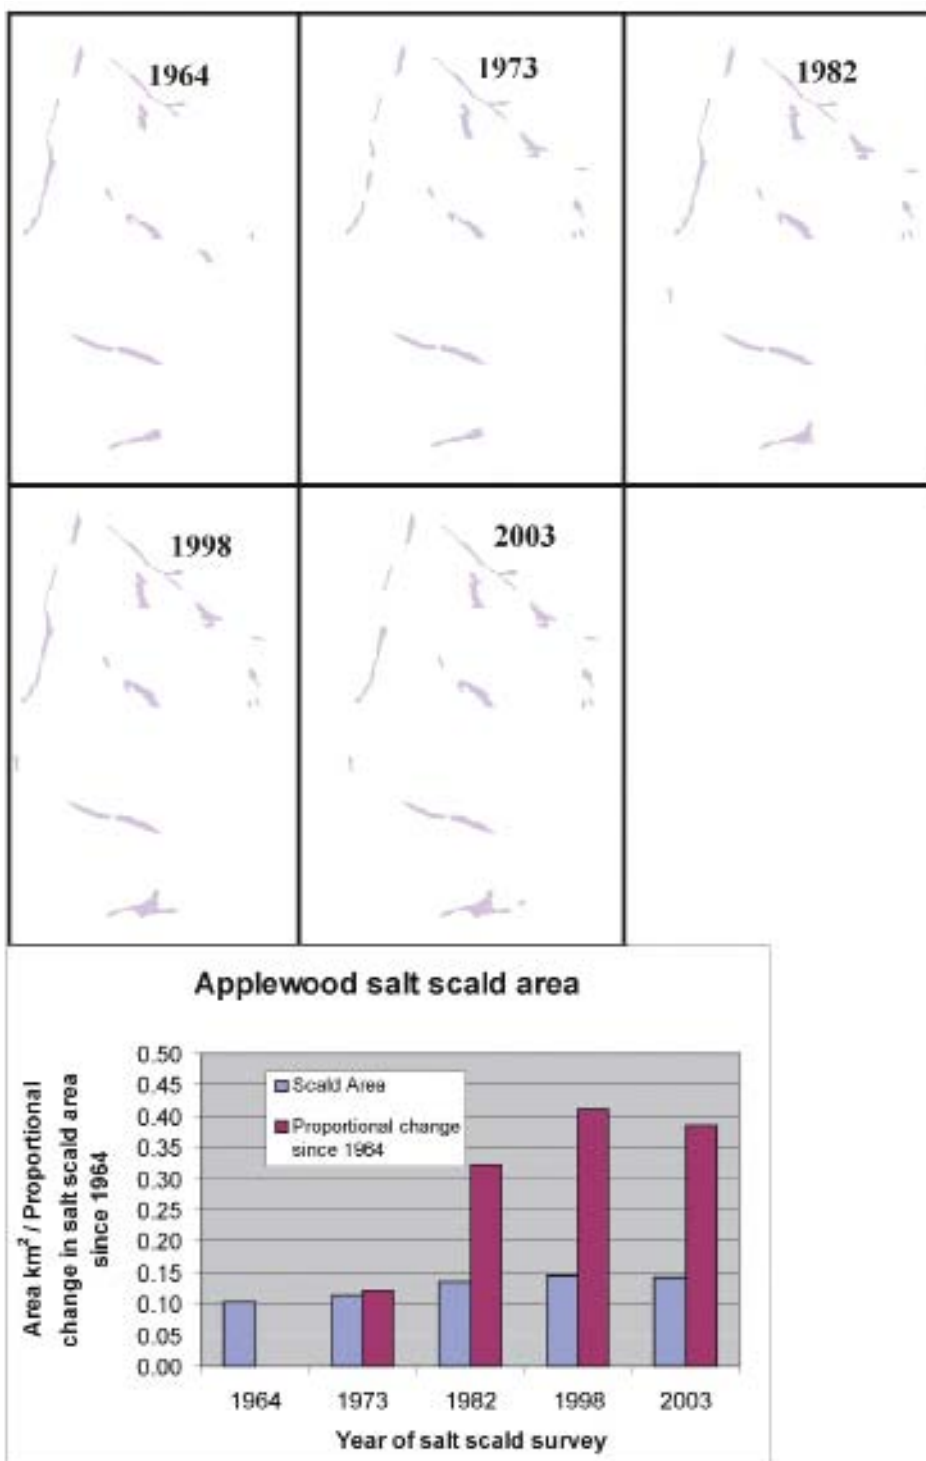 1964
1973
1982
1998
2003
Applewood salt scald area
Area km² / Proportional
change in salt scald area
since 1964
0.50
0.45
0.40
0.35
0.30
0.25
0.20
0.15
0.10
0.05
0.00
Scald Area
Proportional change
since 1964
1964 1973 1982 1998 2003
Year of salt scald survey